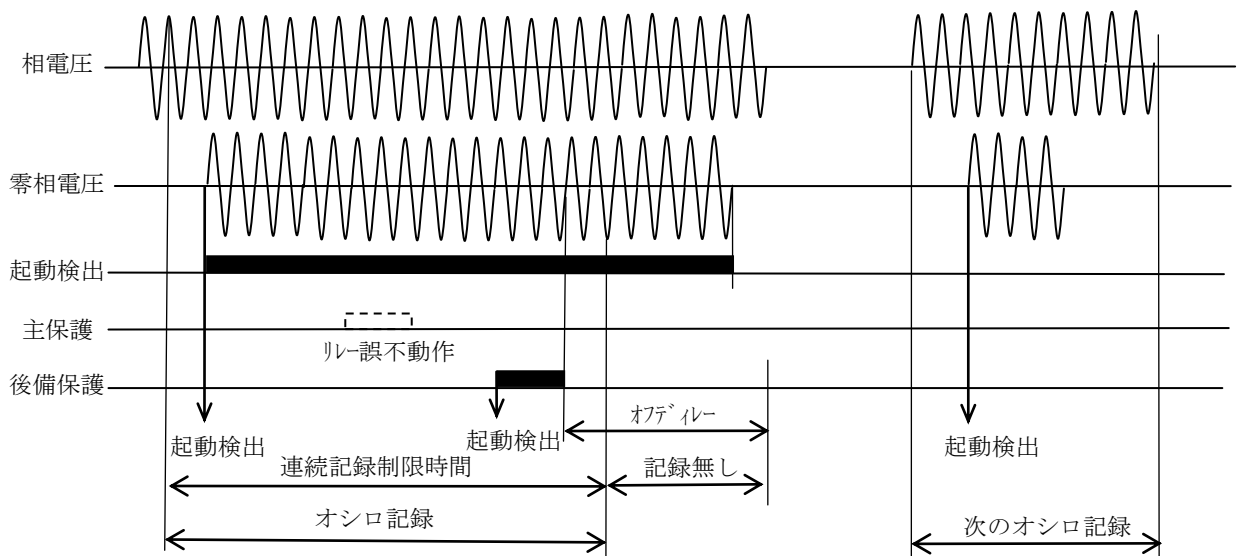 相電圧
零相電圧
起動検出
主保護
リレー誤不動作
後備保護
オフディレー
起動検出
起動検出
起動検出
連続記録制限時間
記録無し
オシロ記録
次のオシロ記録